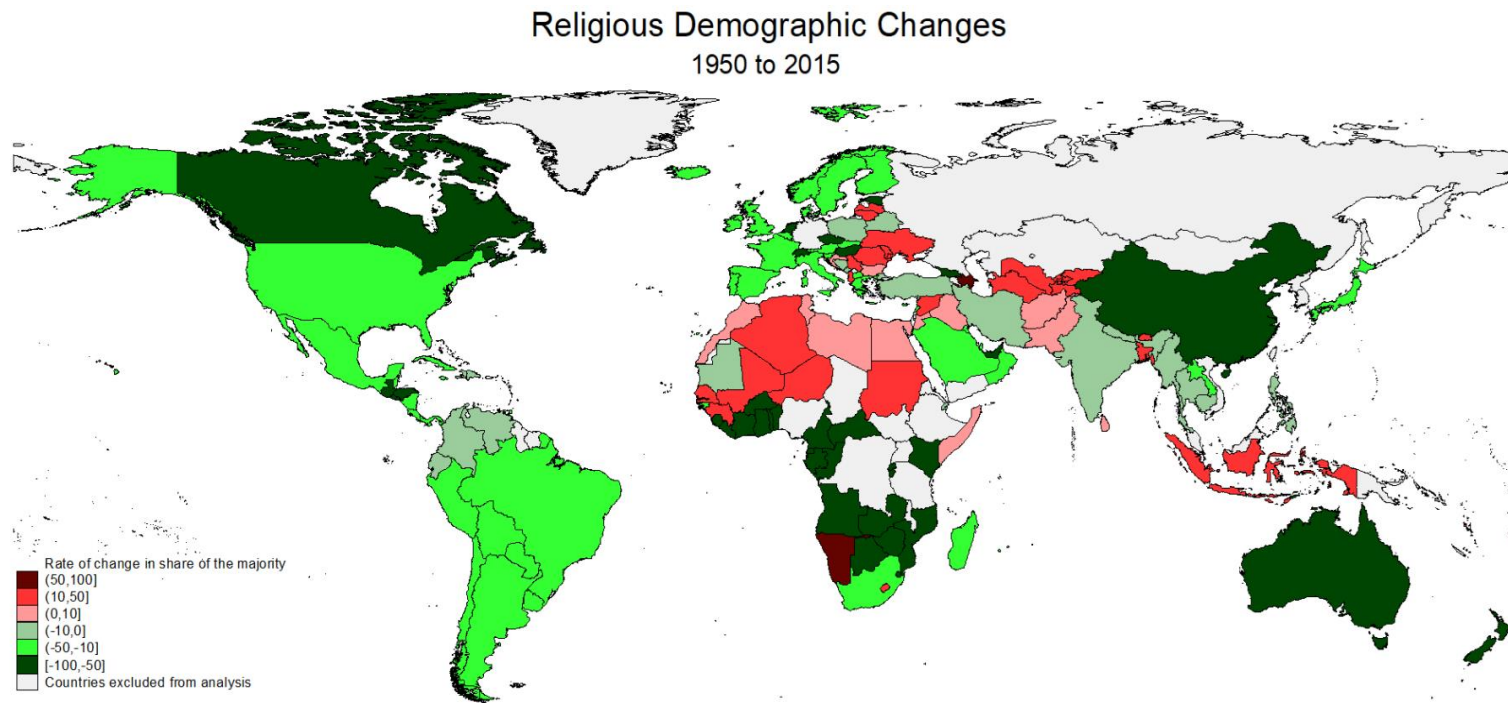 Religious Demographic Changes
1950 to 2015
Rate of change in share of the majority
(50,100]
(10,50]
(0,10]
(-10,0]
(-50,-10]
[-100,-50]
Countries excluded from analysis